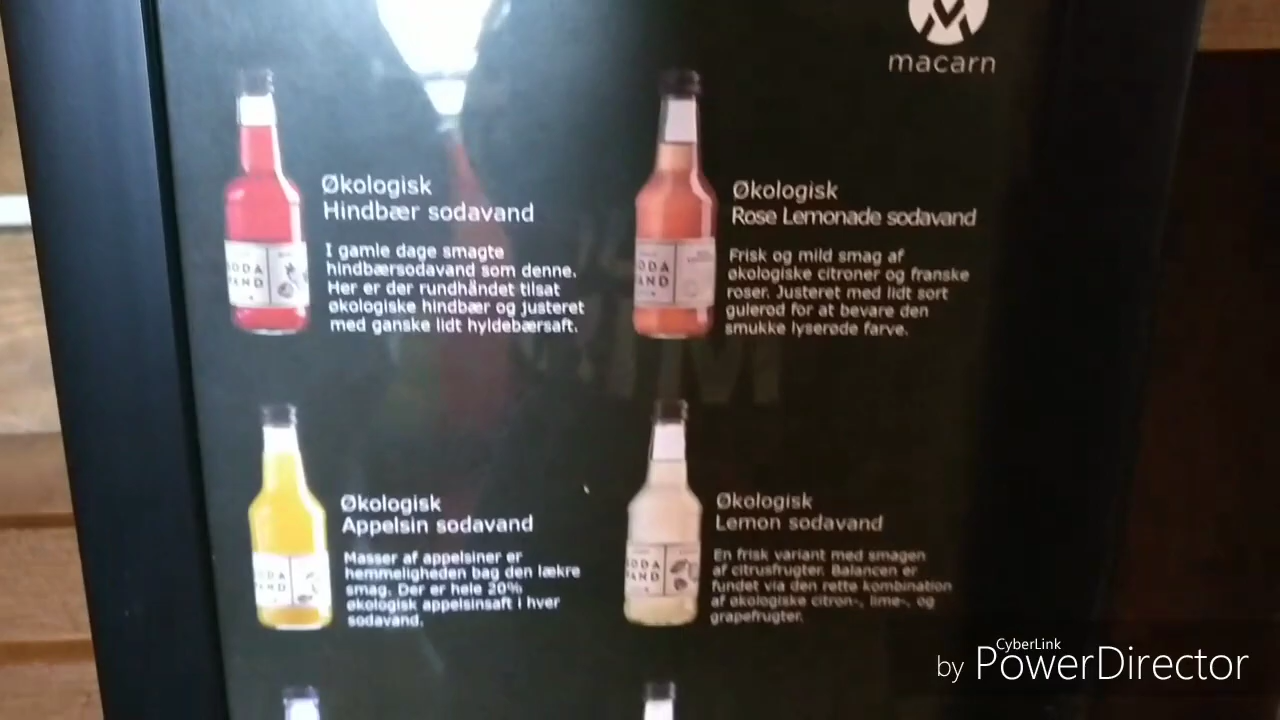 macarn
Økologisk
Hindbær sodavand
I gamle dage smagte
hindbærsodavand som denne.
Her er der rundhåndet tilsat
økologiske hindbær og justeret
med ganske lidt hyldebærsaft.
Økologisk
Rose Lemonade sodavand
Frisk og mild smag af
økologiske citroner og franske
roser. Justeret med lidt sort
gulerod for at bevare den
smukke lyserøde farve.
Økologisk
Appelsin sodavand
Masser af appelsiner er
hemmeligheden bag den lækre
smag. Der er hele 20%
økologisk appelsinsaft i hver
sodavand.
Økologisk
Lemon sodavand
En frisk variant med smagen
af citrusfrugter. Balancen er
fundet via den rette kombination
af økologiske citron-, lime-, og
grapefrugter.
CyberLink
by PowerDirector